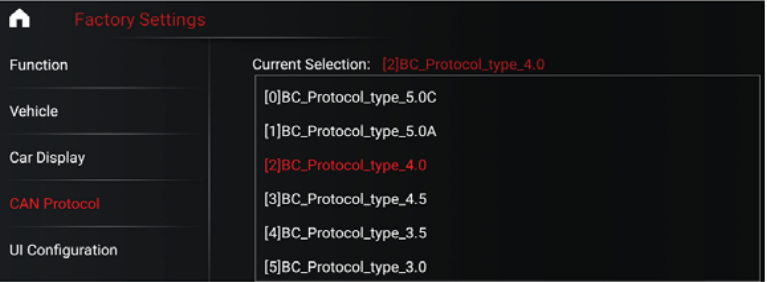 Factory Settings
Function
Vehicle
Car Display
CAN Protocol
UI Configuration
Current Selection: [2]BC_Protocol_type_4.0
[0]BC_Protocol_type_5.0C
[1]BC_Protocol_type_5.0A
[2]BC_Protocol_type_4.0
[3]BC_Protocol_type_4.5
[4]BC_Protocol_type_3.5
[5]BC_Protocol_type_3.0